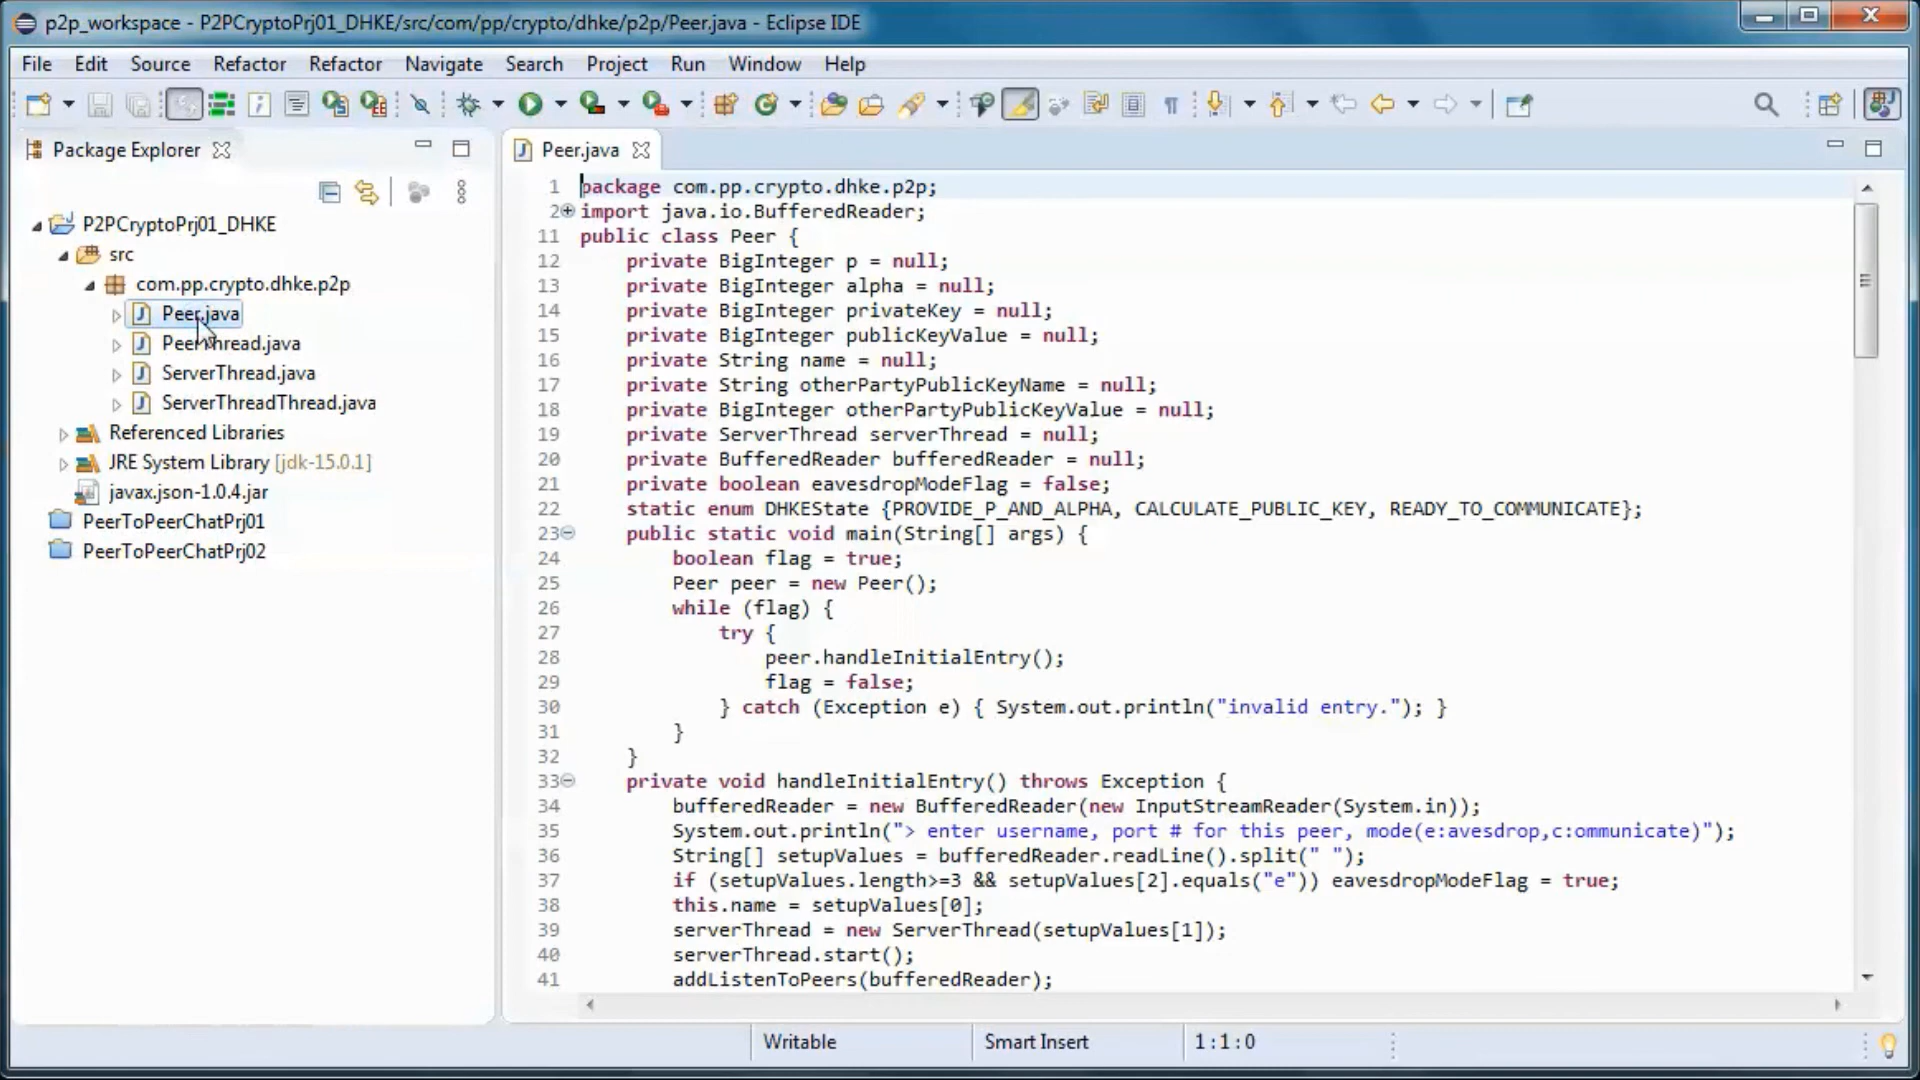 p2p_workspace - P2PCryptoPrj01_DHKE/src/com/pp/crypto/dhke/p2p/Peer.java - Eclipse IDE
File Edit Source Refactor Refactor Navigate Search Project Run Window Help
Package Explorer
P2PCryptoPrj01_DHKE
src
com.pp.crypto.dhke.p2p
Peer.java
PeerThread.java
ServerThread.java
ServerThreadThread.java
Referenced Libraries
JRE System Library [jdk-15.0.1]
javax.json-1.0.4.jar
PeerToPeerChatPrj01
PeerToPeerChatPrj02
Peer.java
1 package com.pp.crypto.dhke.p2p;
2 import java.io.BufferedReader;
11 public class Peer {
12 private BigInteger p = null;
13 private BigInteger alpha = null;
14 private BigInteger privateKey = null;
15 private BigInteger publicKeyValue = null;
16 private String name = null;
17 private String otherPartyPublicKeyName = null;
18 private BigInteger otherPartyPublicKeyValue = null;
19 private ServerThread serverThread = null;
20 private BufferedReader bufferedReader = null;
21 private boolean eavesdropModeFlag = false;
22 static enum DHKEState {PROVIDE_P_AND_ALPHA, CALCULATE_PUBLIC_KEY, READY_TO_COMMUNICATE};
23 public static void main(String[] args) {
24 boolean flag = true;
25 Peer peer = new Peer();
26 while (flag) {
27 try {
28 peer.handleInitialEntry();
29 flag = false;
30 } catch (Exception e) { System.out.println("invalid entry."); }
31 }
32 }
33 private void handleInitialEntry() throws Exception {
34 bufferedReader = new BufferedReader(new InputStreamReader(System.in));
35 System.out.println("> enter username, port # for this peer, mode(e:avesdrop,c:ommunicate)");
36 String[] setupValues = bufferedReader.readLine().split(" ");
37 if (setupValues.length>=3 && setupValues[2].equals("e")) eavesdropModeFlag = true;
38 this.name = setupValues[0];
39 serverThread = new ServerThread(setupValues[1]);
40 serverThread.start();
41 addListenToPeers(bufferedReader);
Writable Smart Insert 1 : 1 : 0